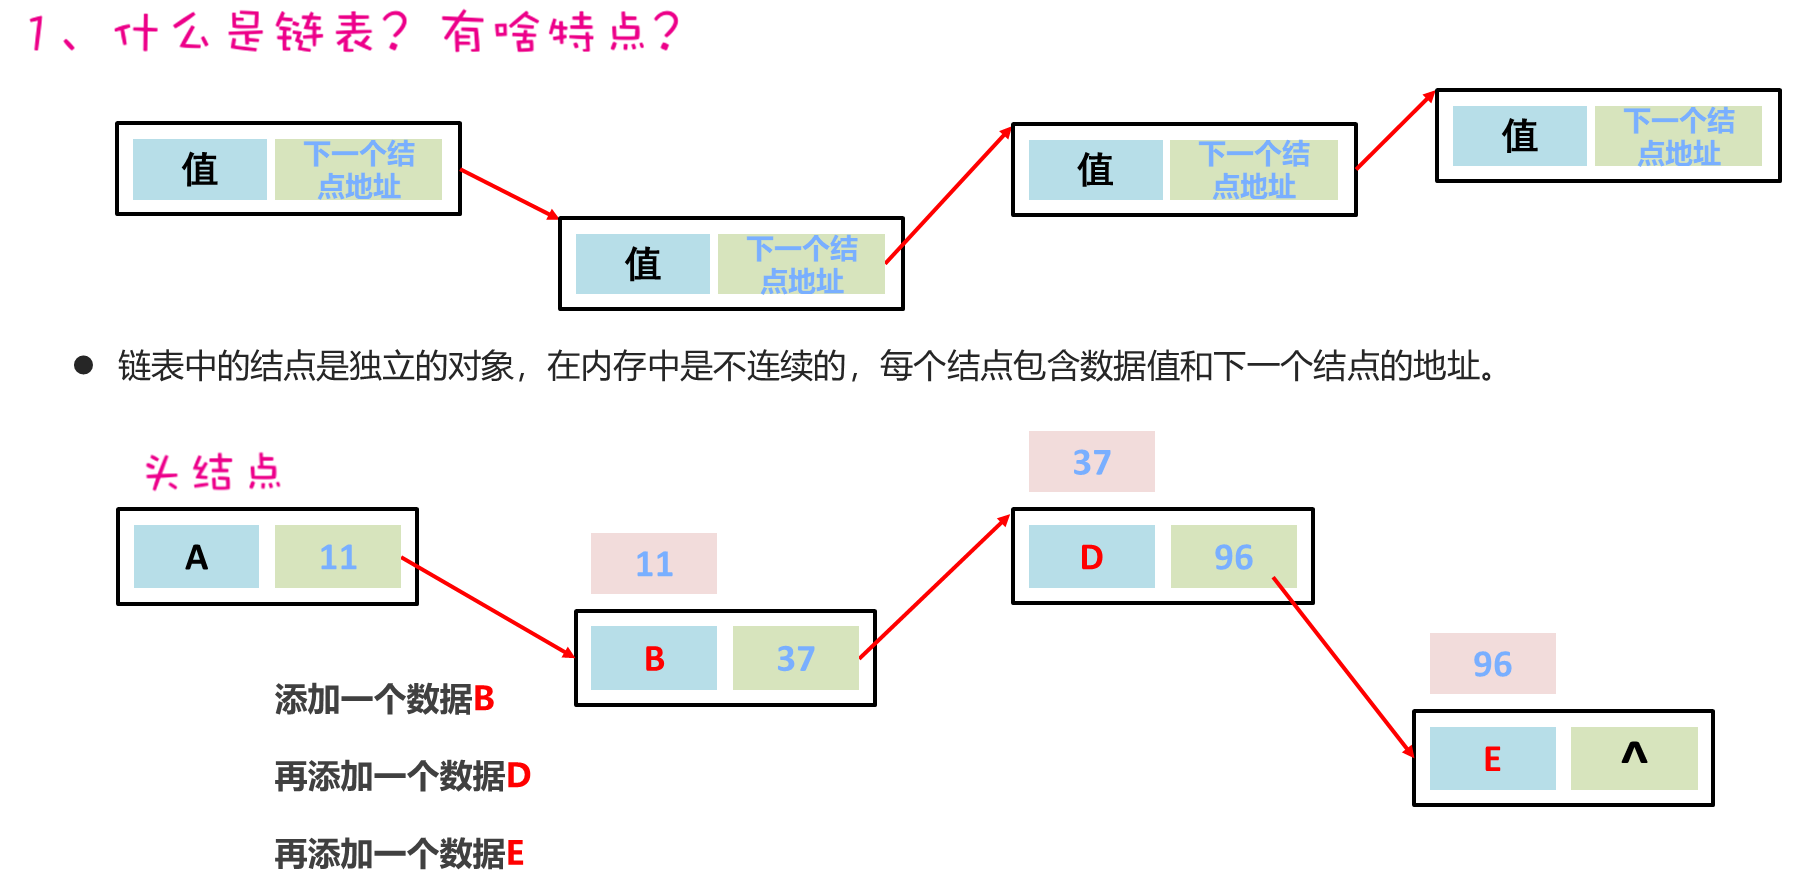 1、什么是链表？有啥特点？
值
下一个结
点地址
值
下一个结
点地址
值
下一个结
点地址
值
下一个结
点地址
● 链表中的结点是独立的对象，在内存中是不连续的，每个结点包含数据值和下一个结点的地址。
头结点
A 11
11
B 37
37
D 96
96
E ^
添加一个数据B
再添加一个数据D
再添加一个数据E